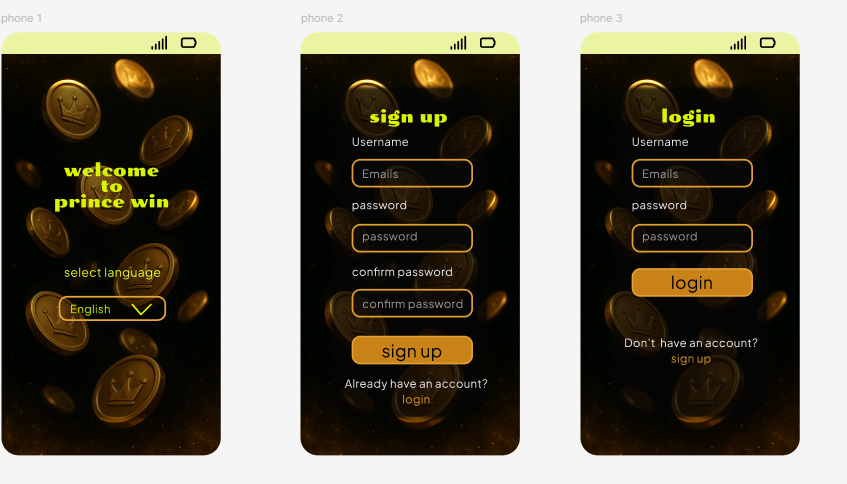 phone 1
welcome
to
prince win
select language
English
phone 2
sign up
Username
Emails
password
password
confirm password
confirm password
sign up
Already have an account?
login
phone 3
login
Username
Emails
password
password
login
Don't have an account?
sign up